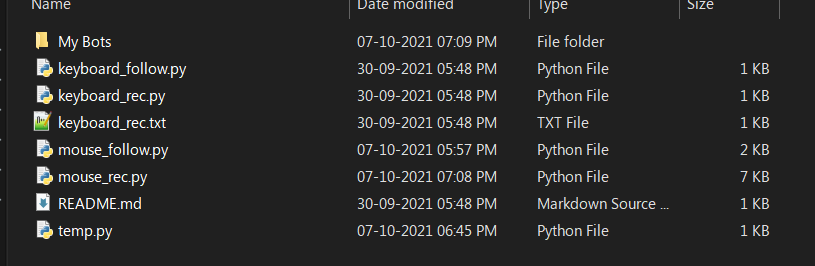 Name Date modified Type Size
My Bots 07-10-2021 07:09 PM File folder
keyboard_follow.py 30-09-2021 05:48 PM Python File 1 KB
keyboard_rec.py 30-09-2021 05:48 PM Python File 1 KB
keyboard_rec.txt 30-09-2021 05:48 PM TXT File 1 KB
mouse_follow.py 07-10-2021 05:57 PM Python File 2 KB
mouse_rec.py 07-10-2021 07:08 PM Python File 7 KB
README.md 30-09-2021 05:48 PM Markdown Source ... 1 KB
temp.py 07-10-2021 06:45 PM Python File 1 KB